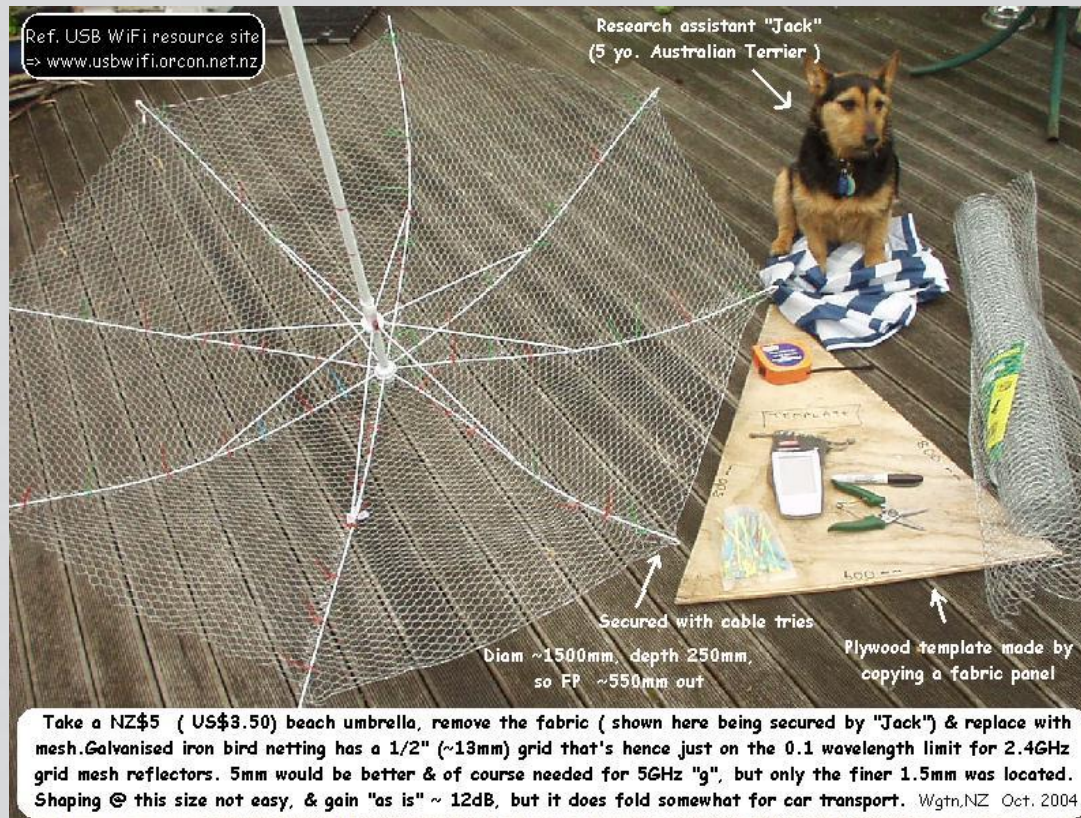 Ref. USB WiFi resource site
=> www.usbwifi.orcon.net.nz
Research assistant "Jack"
(5 yo. Australian Terrier )
TEMPLATE
800 mm
600 mm
Secured with cable tries
Diam ~1500mm, depth 250mm,
so FP ~550mm out
Plywood template made by
copying a fabric panel
Take a NZ$5 ( US$3.50) beach umbrella, remove the fabric ( shown here being secured by "Jack") & replace with
mesh.Galvanised iron bird netting has a 1/2" (~13mm) grid that's hence just on the 0.1 wavelength limit for 2.4GHz
grid mesh reflectors. 5mm would be better & of course needed for 5GHz "g", but only the finer 1.5mm was located.
Shaping @ this size not easy, & gain "as is" ~ 12dB, but it does fold somewhat for car transport. Wgtn,NZ Oct. 2004